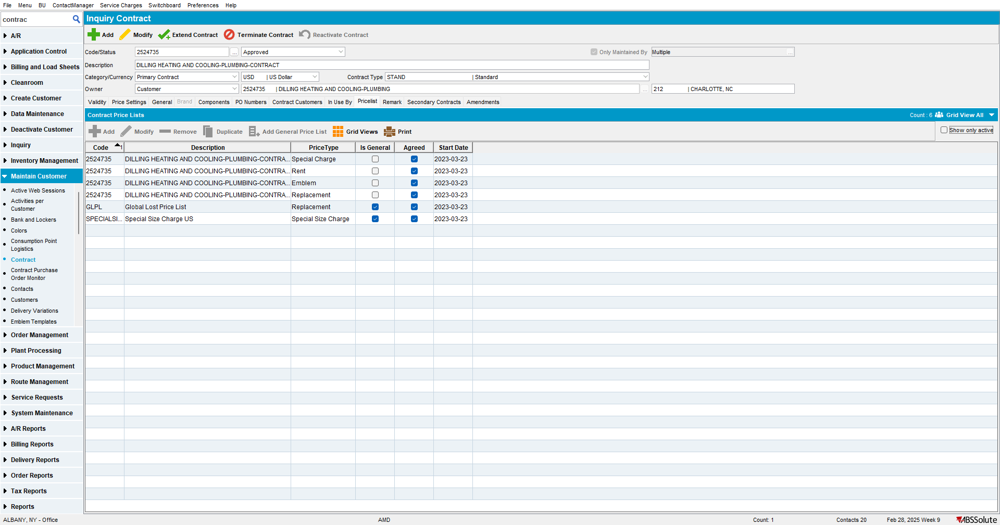 File Menu BU ContactManager Service Charges Switchboard Preferences Help
contrac
Inquiry Contract
Add Modify Extend Contract Terminate Contract Reactivate Contract
Code/Status 2524735 ... Approved Only Maintained By Multiple ...
Description DILLING HEATING AND COOLING-PLUMBING-CONTRACT
Category/Currency Primary Contract USD | US Dollar Contract Type STAND | Standard
Owner Customer 2524735 | DILLING HEATING AND COOLING-PLUMBING ... 212 | CHARLOTTE, NC
Validity Price Settings General Brand Components PO Numbers Contract Customers In Use By Pricelist Remark Secondary Contracts Amendments
Contract Price Lists Count : 6 Grid View All
Add Modify Remove Duplicate Add General Price List Grid Views Print Show only active
Code 1 Description PriceType Is General Agreed Start Date
2524735 DILLING HEATING AND COOLING-PLUMBING-CONTRA... Special Charge 2023-03-23
2524735 DILLING HEATING AND COOLING-PLUMBING-CONTRA... Rent 2023-03-23
2524735 DILLING HEATING AND COOLING-PLUMBING-CONTRA... Emblem 2023-03-23
2524735 DILLING HEATING AND COOLING-PLUMBING-CONTRA... Replacement 2023-03-23
GLPL Global Lost Price List Replacement 2023-03-23
SPECIALSI... Special Size Charge US Special Size Charge 2023-03-23
A/R
Application Control
Billing and Load Sheets
Cleanroom
Create Customer
Data Maintenance
Deactivate Customer
Inquiry
Inventory Management
Maintain Customer
Active Web Sessions
Activities per
Customer
Bank and Lockers
Colors
Consumption Point
Logistics
Contract
Contract Purchase
Order Monitor
Contacts
Customers
Delivery Variations
Emblem Templates
Order Management
Plant Processing
Product Management
Route Management
Service Requests
System Maintenance
A/R Reports
Billing Reports
Delivery Reports
Order Reports
Tax Reports
Reports
ALBANY, NY - Office AMD Count: 1 Contacts 20 Feb 28, 2025 Week 9 ABSSolute